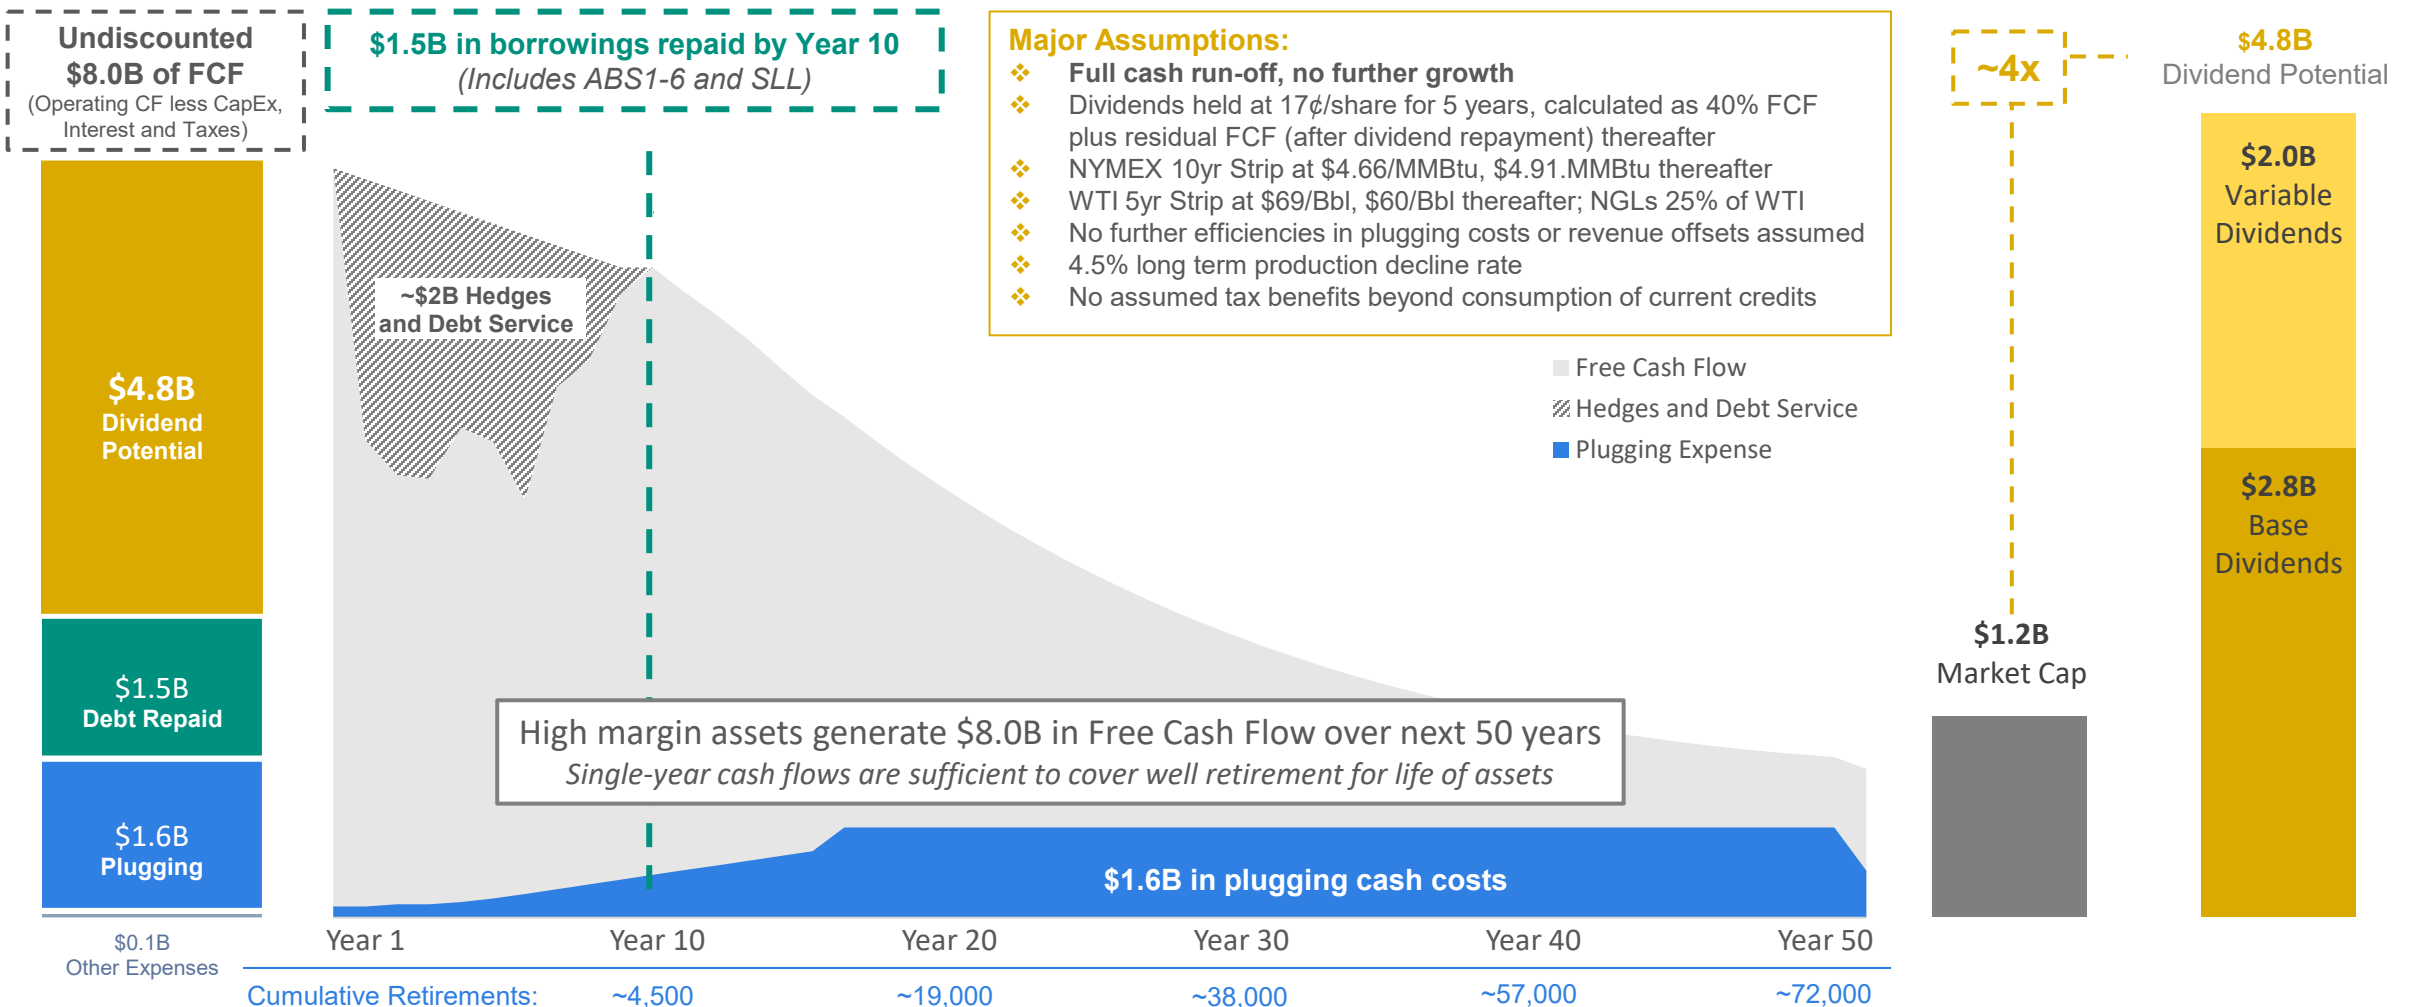 Undiscounted
$8.0B of FCF
(Operating CF less CapEx,
Interest and Taxes)
$4.8B
Dividend
Potential
$1.5B
Debt Repaid
$1.6B
Plugging
$0.1B
Other Expenses
$1.5B in borrowings repaid by Year 10
(Includes ABS1-6 and SLL)
~$2B Hedges
and Debt Service
Major Assumptions:
❖ Full cash run-off, no further growth
❖ Dividends held at 17¢/share for 5 years, calculated as 40% FCF
plus residual FCF (after dividend repayment) thereafter
❖ NYMEX 10yr Strip at $4.66/MMBtu, $4.91.MMBtu thereafter
❖ WTI 5yr Strip at $69/Bbl, $60/Bbl thereafter; NGLs 25% of WTI
❖ No further efficiencies in plugging costs or revenue offsets assumed
❖ 4.5% long term production decline rate
❖ No assumed tax benefits beyond consumption of current credits
Free Cash Flow
Hedges and Debt Service
Plugging Expense
High margin assets generate $8.0B in Free Cash Flow over next 50 years
Single-year cash flows are sufficient to cover well retirement for life of assets
$1.6B in plugging cash costs
Year 1 Year 10 Year 20 Year 30 Year 40 Year 50
Cumulative Retirements: ~4,500 ~19,000 ~38,000 ~57,000 ~72,000
~4x
$1.2B
Market Cap
$4.8B
Dividend Potential
$2.0B
Variable
Dividends
$2.8B
Base
Dividends